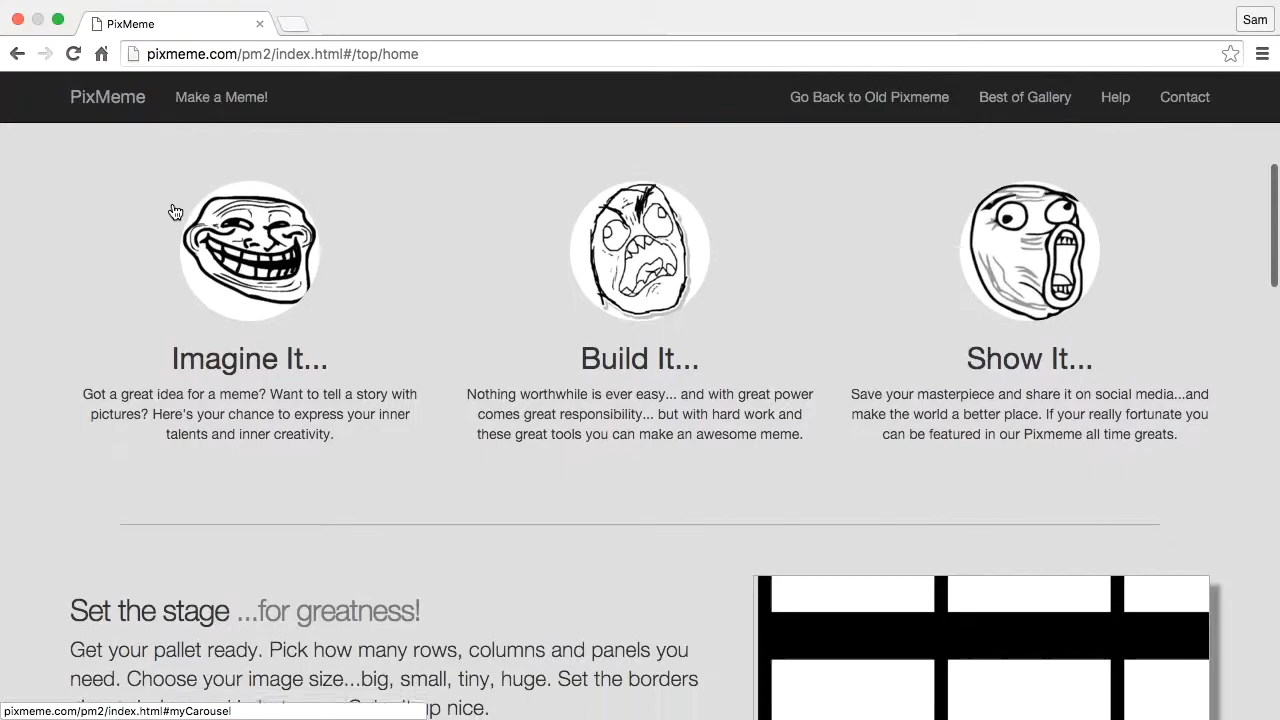 PixMeme
Sam
pixmeme.com/pm2/index.html#/top/home
PixMeme Make a Meme! Go Back to Old Pixmeme Best of Gallery Help Contact
Imagine It...
Got a great idea for a meme? Want to tell a story with
pictures? Here's your chance to express your inner
talents and inner creativity.
Build It...
Nothing worthwhile is ever easy... and with great power
comes great responsibility... but with hard work and
these great tools you can make an awesome meme.
Show It...
Save your masterpiece and share it on social media...and
make the world a better place. If your really fortunate you
can be featured in our Pixmeme all time greats.
Set the stage ...for greatness!
Get your pallet ready. Pick how many rows, columns and panels you
need. Choose your image size...big, small, tiny, huge. Set the borders
up nice.
pixmeme.com/pm2/index.html#myCarousel